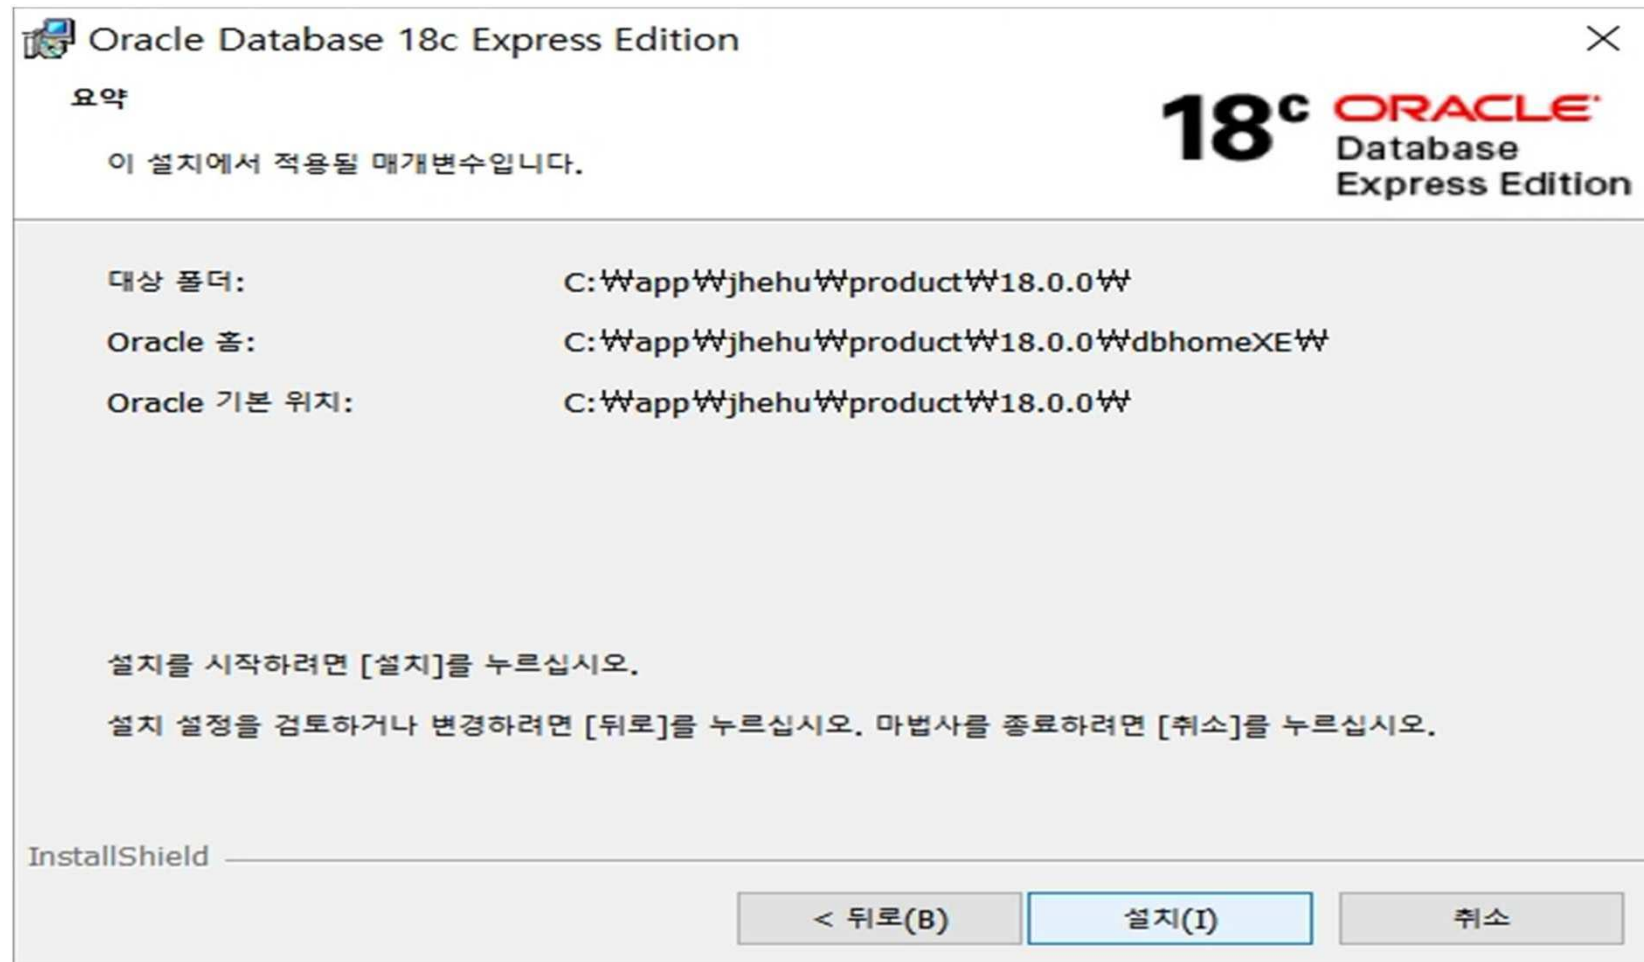 Oracle Database 18c Express Edition
요약
이 설치에서 적용될 매개변수입니다.
18c ORACLE
Database
Express Edition
대상 폴더: C:₩app₩jhehu₩product₩18.0.0₩
Oracle 홈: C:₩app₩jhehu₩product₩18.0.0₩dbhomeXE₩
Oracle 기본 위치: C:₩app₩jhehu₩product₩18.0.0₩
설치를 시작하려면 [설치]를 누르십시오.
설치 설정을 검토하거나 변경하려면 [뒤로]를 누르십시오. 마법사를 종료하려면 [취소]를 누르십시오.
InstallShield
< 뒤로(B) 설치(I) 취소